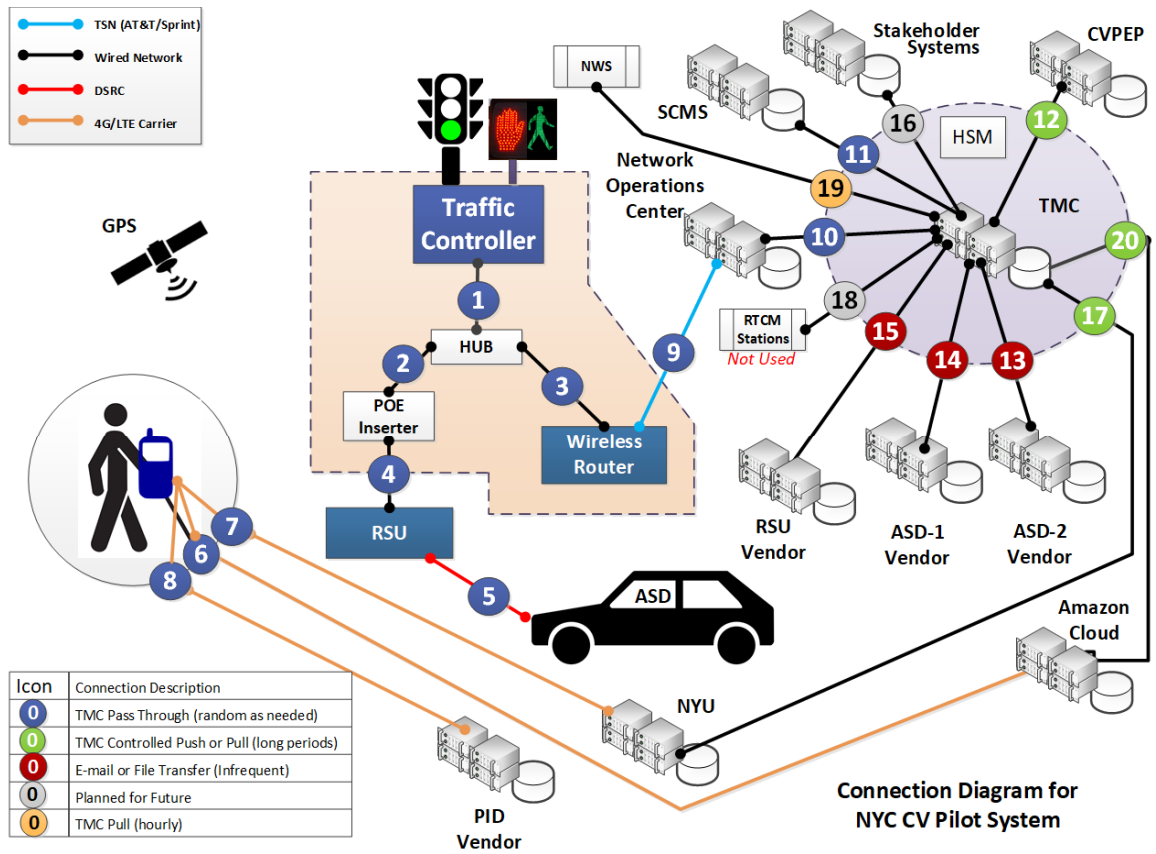 TSN (AT&T/Sprint)
Wired Network
DSRC
4G/LTE Carrier
GPS
Traffic
Controller
1
HUB
2
3
POE
Inserter
Wireless
Router
4
RSU
5
ASD
7
6
8
9
NWS
SCMS
Stakeholder
Systems
CVPEP
Network
Operations
Center
HSM
TMC
16
12
11
19
10
20
18
17
15
14
13
RTCM
Stations
Not Used
RSU
Vendor
ASD-1
Vendor
ASD-2
Vendor
Amazon
Cloud
NYU
PID
Vendor
Icon Connection Description
0 TMC Pass Through (random as needed)
0 TMC Controlled Push or Pull (long periods)
0 E-mail or File Transfer (Infrequent)
0 Planned for Future
0 TMC Pull (hourly)
Connection Diagram for
NYC CV Pilot System